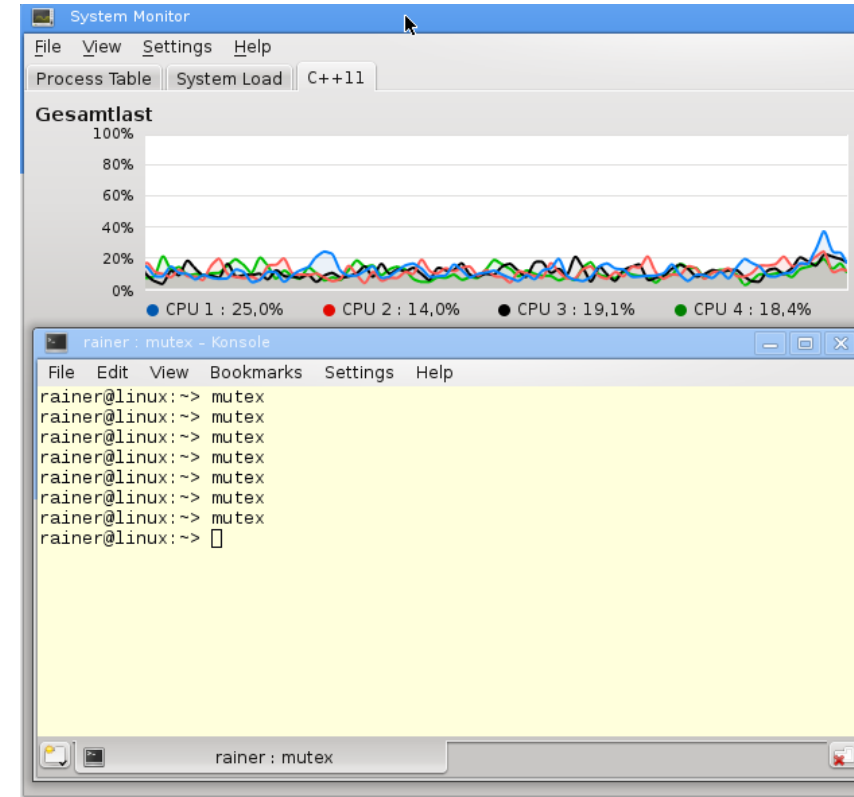 System Monitor
File View Settings Help
Process Table System Load C++11
Gesamtlast
100%
80%
60%
40%
20%
0%
CPU 1 : 25,0% CPU 2 : 14,0% CPU 3 : 19,1% CPU 4 : 18,4%
rainer : mutex – Konsole
File Edit View Bookmarks Settings Help
rainer@linux:~> mutex
rainer@linux:~> mutex
rainer@linux:~> mutex
rainer@linux:~> mutex
rainer@linux:~> mutex
rainer@linux:~> mutex
rainer@linux:~> mutex
rainer@linux:~>
rainer : mutex